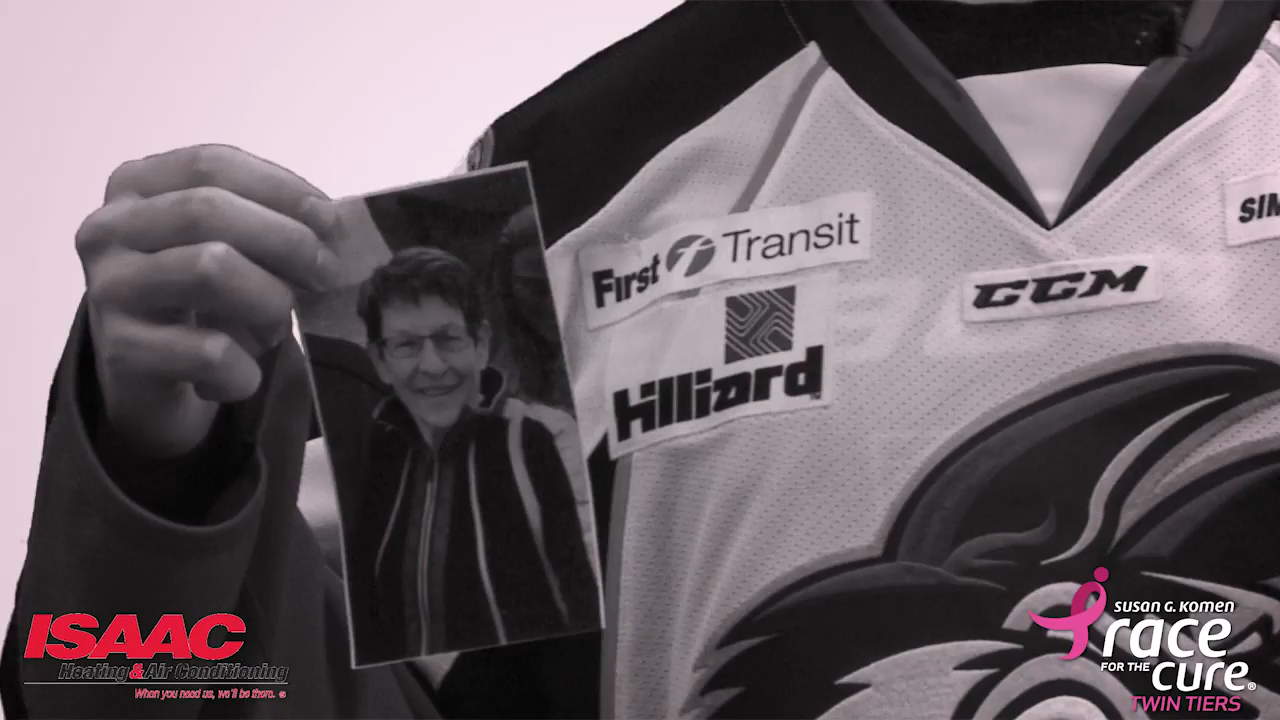 First Transit
Hilliard
CCM
SIM
ISAAC
Heating & Air Conditioning
When you need us, we'll be there.
SUSAN G. KOMEN
race
FOR THE
cure®
TWIN TIERS